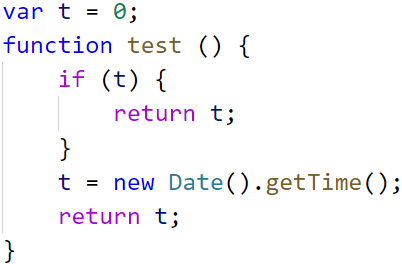 var t = 0;
function test () {
    if (t) {
        return t;
    }
    t = new Date().getTime();
    return t;
}